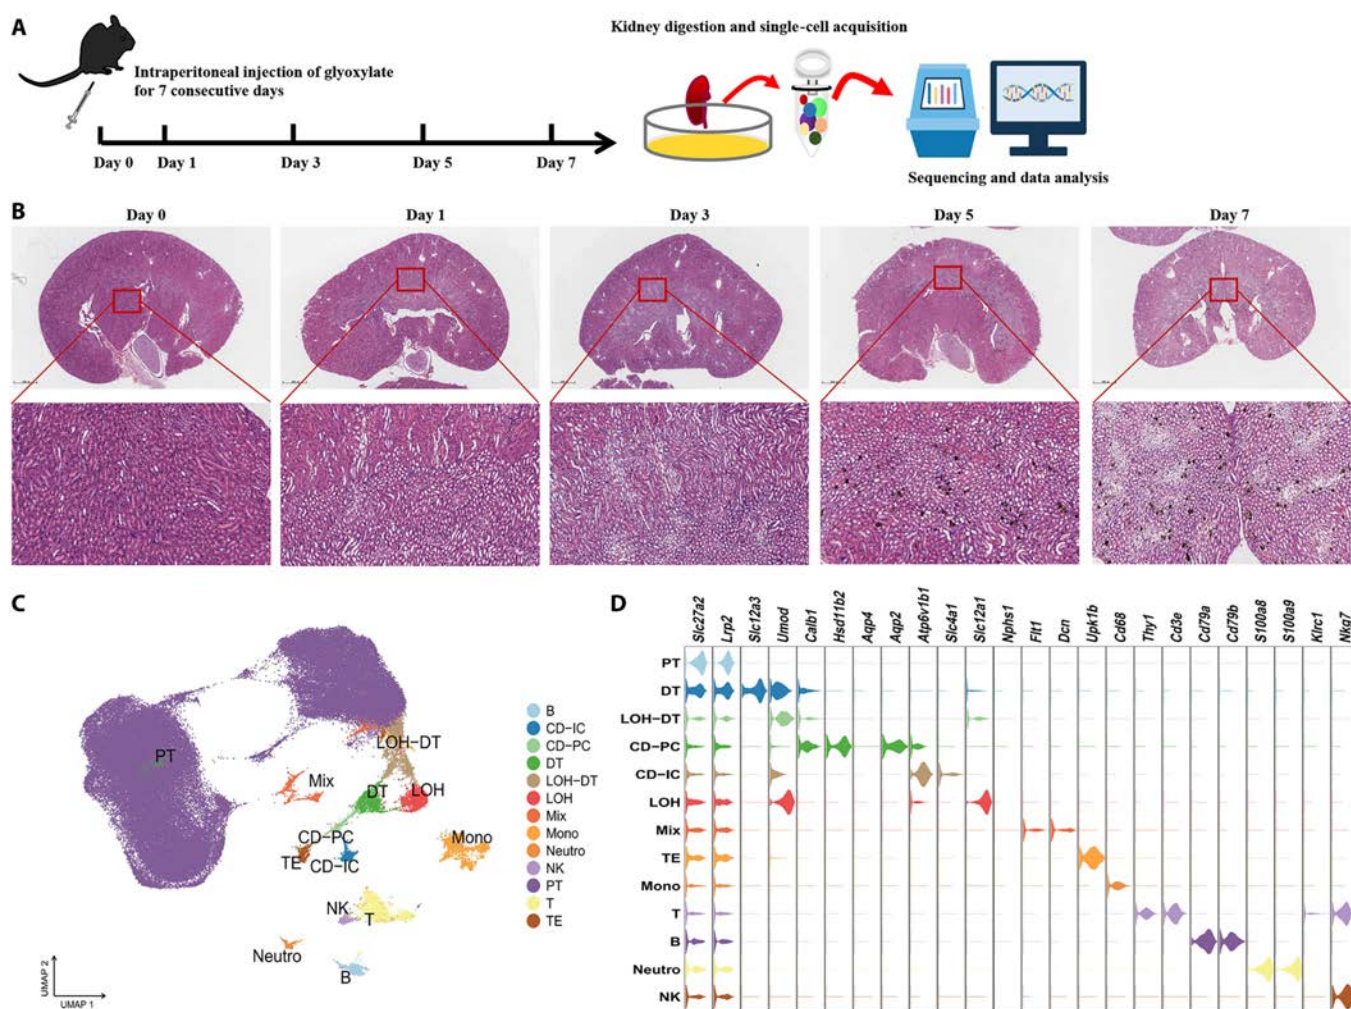 A
Kidney digestion and single-cell acquisition
Intraperitoneal injection of glyoxylate
for 7 consecutive days
Day 0 Day 1 Day 3 Day 5 Day 7
Sequencing and data analysis
B
Day 0 Day 1 Day 3 Day 5 Day 7
C
PT
LOH-DT
Mix
DT
LOH
CD-PC
TE
CD-IC
Mono
NK
T
Neutro
B
UMAP 2
UMAP 1
B
CD-IC
CD-PC
DT
LOH-DT
LOH
Mix
Mono
Neutro
NK
PT
T
TE
D
Slc27a2
Lrp2
Slc12a3
Umod
Calb1
Hsd11b2
Aqp4
Aqp2
Atp6v1b1
Slc4a1
Slc12a1
Nphs1
Flt1
Dcn
Upk1b
Cd68
Thy1
Cd3e
Cd79a
Cd79b
S100a8
S100a9
Klrc1
Nkg7
PT
DT
LOH-DT
CD-PC
CD-IC
LOH
Mix
TE
Mono
T
B
Neutro
NK